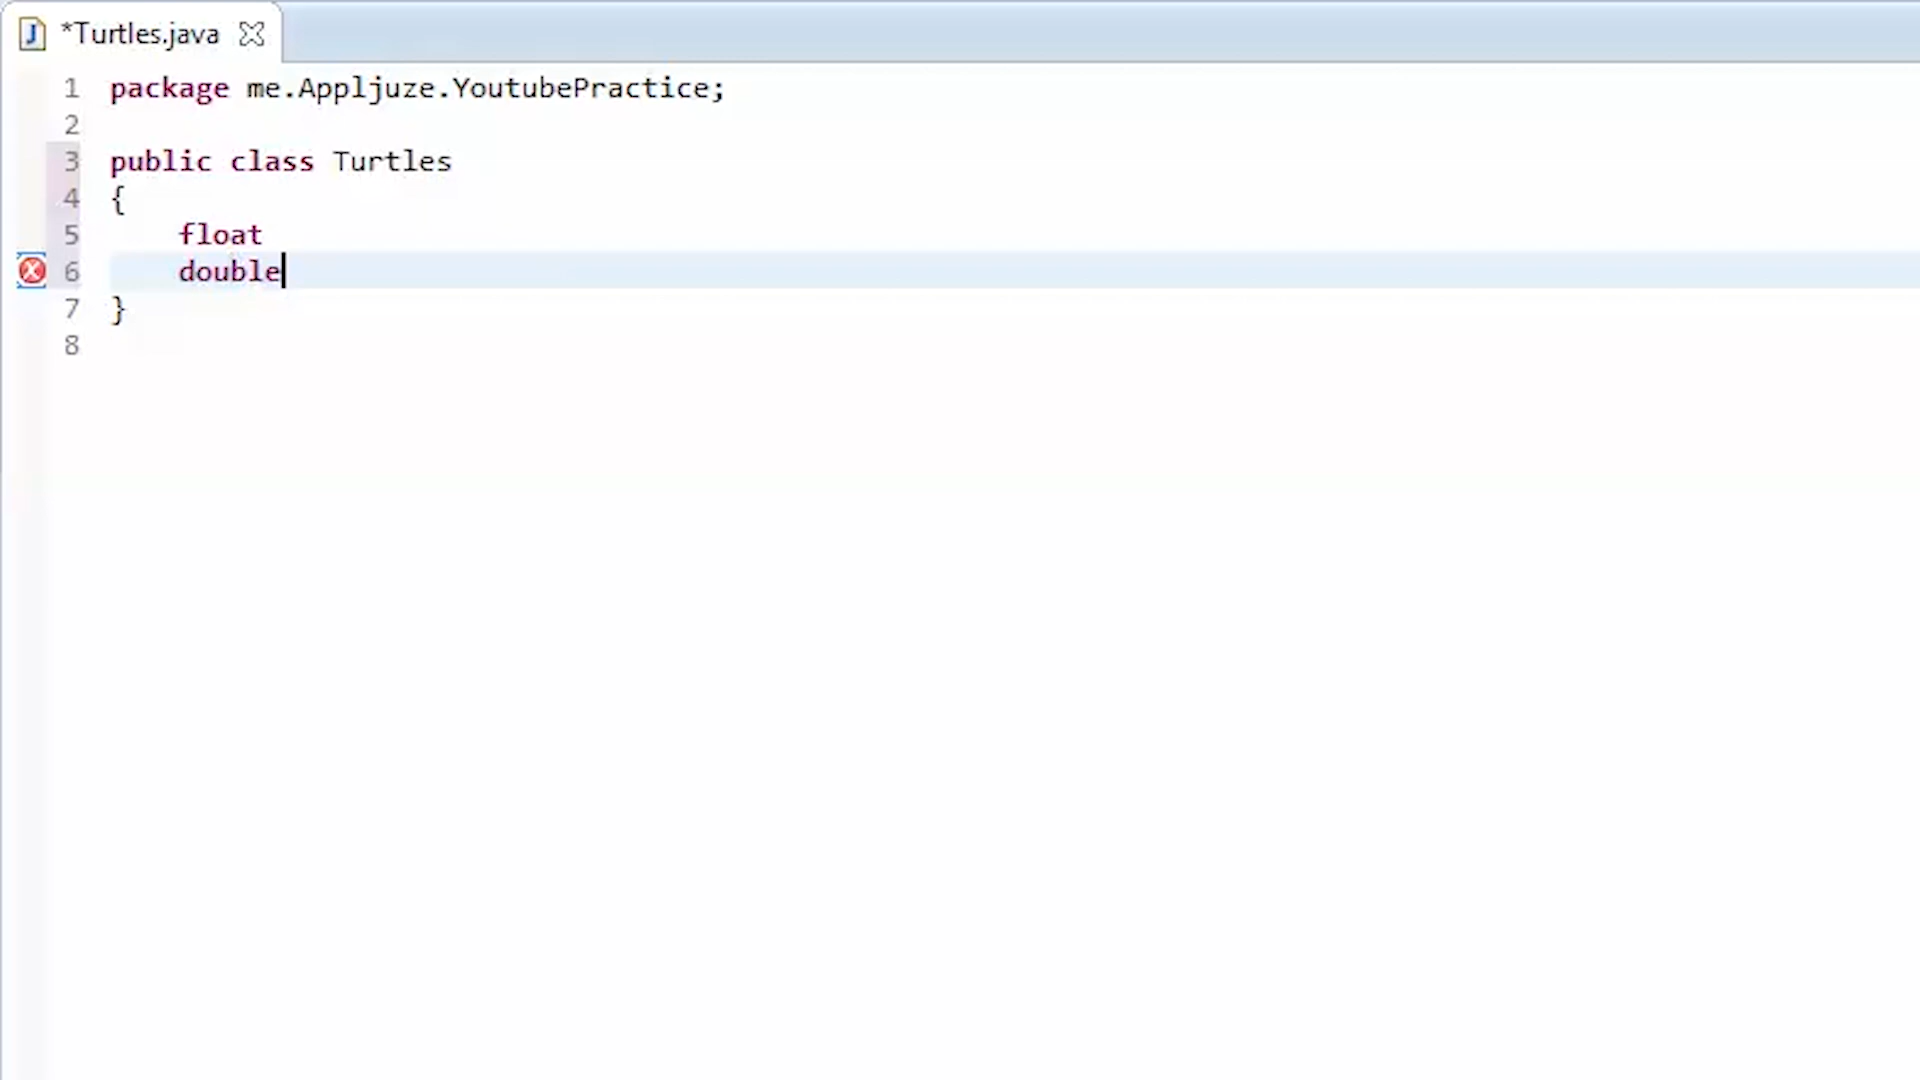 *Turtles.java
1 package me.Appljuze.YoutubePractice;
2
3 public class Turtles
4 {
5 float
6 double
7 }
8